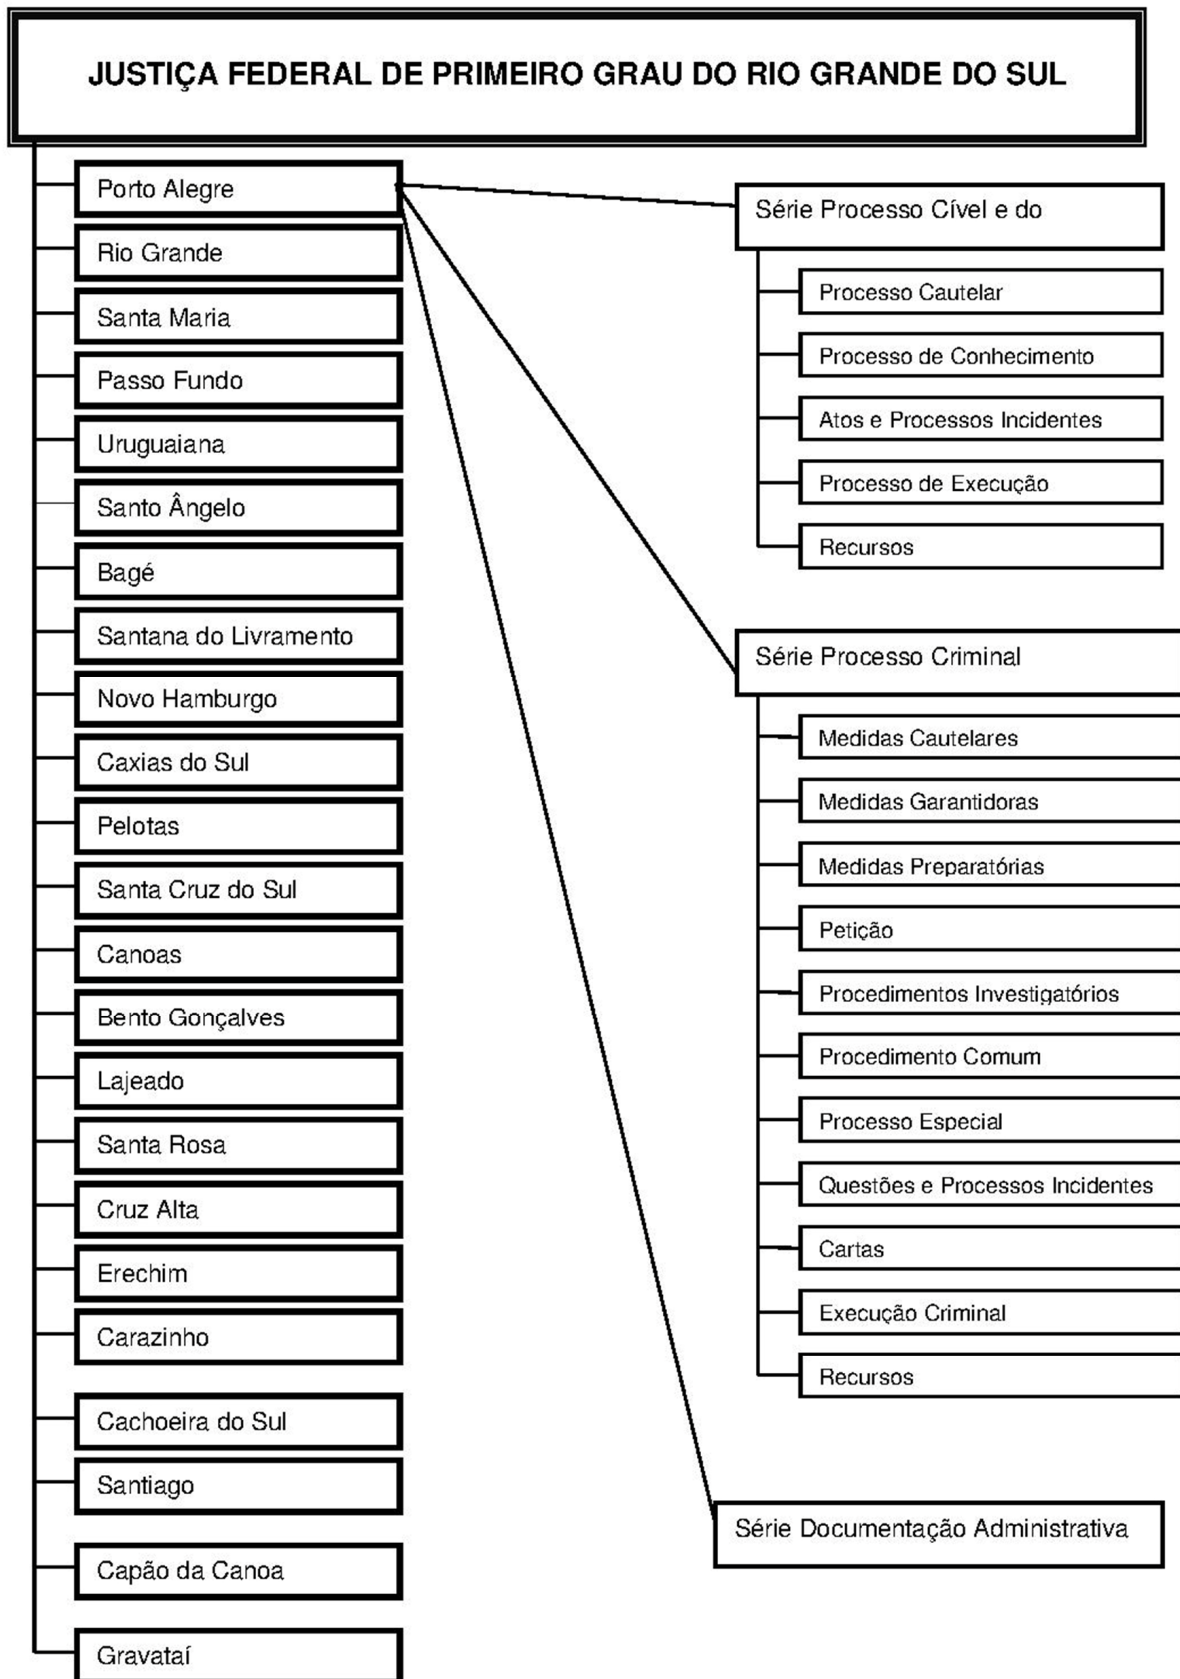 JUSTIÇA FEDERAL DE PRIMEIRO GRAU DO RIO GRANDE DO SUL
Porto Alegre
Rio Grande
Santa Maria
Passo Fundo
Uruguaiana
Santo Ângelo
Bagé
Santana do Livramento
Novo Hamburgo
Caxias do Sul
Pelotas
Santa Cruz do Sul
Canoas
Bento Gonçalves
Lajeado
Santa Rosa
Cruz Alta
Erechim
Carazinho
Cachoeira do Sul
Santiago
Capão da Canoa
Gravataí
Série Processo Cível e do
Processo Cautelar
Processo de Conhecimento
Atos e Processos Incidentes
Processo de Execução
Recursos
Série Processo Criminal
Medidas Cautelares
Medidas Garantidoras
Medidas Preparatórias
Petição
Procedimentos Investigatórios
Procedimento Comum
Processo Especial
Questões e Processos Incidentes
Cartas
Execução Criminal
Recursos
Série Documentação Administrativa